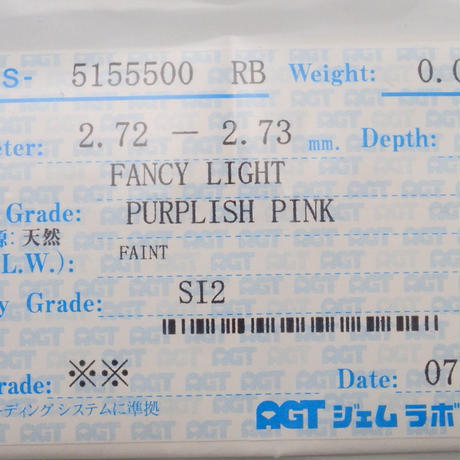 S- 5155500 RB Weight: 0.0
eter: 2.72 － 2.73 mm. Depth:
FANCY LIGHT
Grade: PURPLISH PINK
源: 天然
.L.W.): FAINT
y Grade: SI2
rade: ※※ Date: 07
ーディングシステムに準拠
AGT ジェムラボ